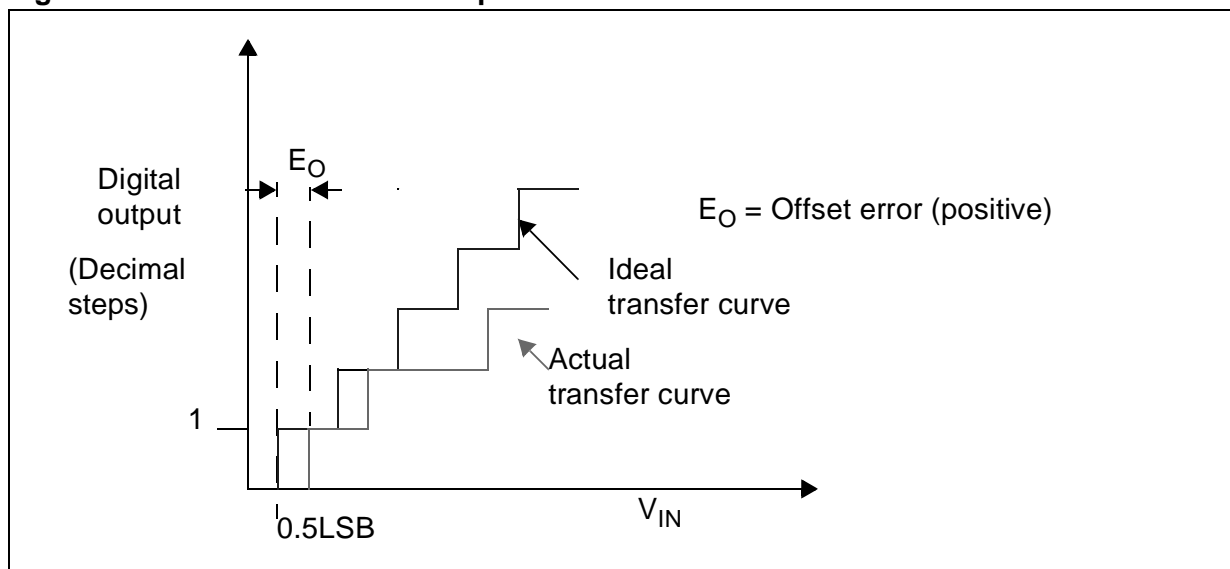 E_O
Digital
output
(Decimal
steps)
E_O = Offset error (positive)
Ideal
transfer curve
Actual
transfer curve
1
0.5LSB
V_IN